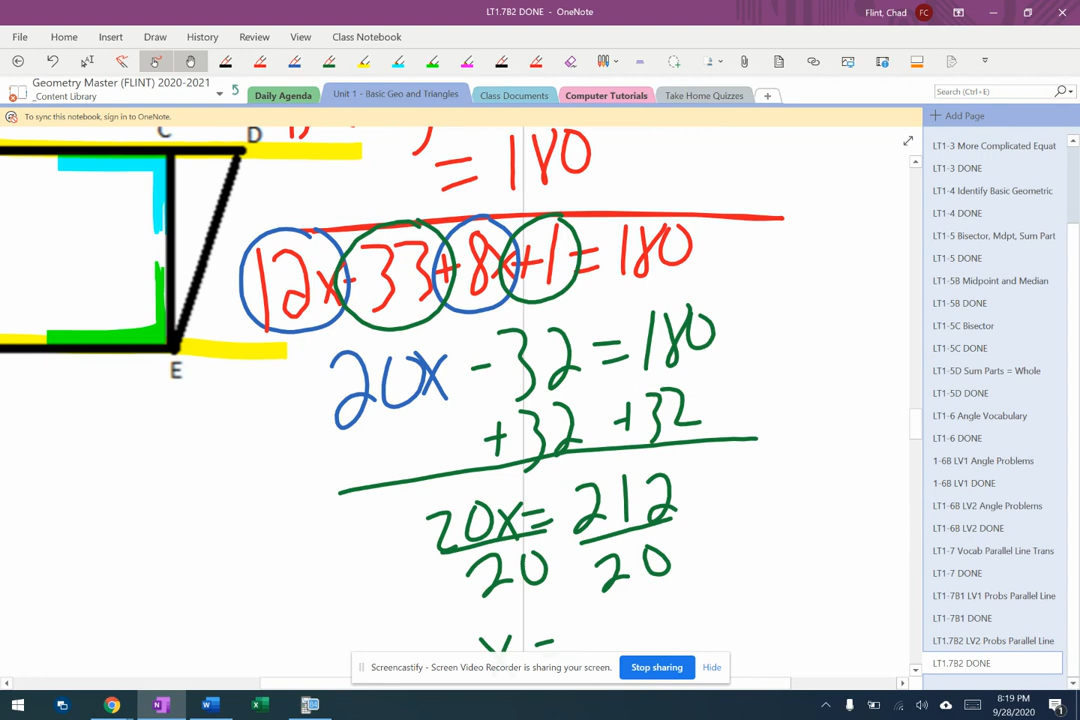 LT1.7B2 DONE - OneNote
Flint, Chad FC
File Home Insert Draw History Review View Class Notebook
Geometry Master (FLINT) 2020-2021
_Content Library
Daily Agenda Unit 1 - Basic Geo and Triangles Class Documents Computer Tutorials Take Home Quizzes
Search (Ctrl+E)
To sync this notebook, sign in to OneNote.
Add Page
LT1-3 More Complicated Equat
LT1-3 DONE
LT1-4 Identify Basic Geometric
LT1-4 DONE
LT1-5 Bisector, Mdpt, Sum Part
LT1-5 DONE
LT1-5B Midpoint and Median
LT1-5B DONE
LT1-5C Bisector
LT1-5C DONE
LT1-5D Sum Parts = Whole
LT1-5D DONE
LT1-6 Angle Vocabulary
LT1-6 DONE
1-6B LV1 Angle Problems
1-6B LV1 DONE
LT1-6B LV2 Angle Problems
LT1-6B LV2 DONE
LT1-7 Vocab Parallel Line Trans
LT1-7 DONE
LT1-7B1 LV1 Probs Parallel Line
LT1-7B1 DONE
LT1.7B2 LV2 Probs Parallel Line
LT1.7B2 DONE
C D
E
= 180
12x-33+8x+1=180
20x -32=180
+32 +32
20x= 212
20 20
x =
Screencastify - Screen Video Recorder is sharing your screen. Stop sharing Hide
8:19 PM
9/28/2020